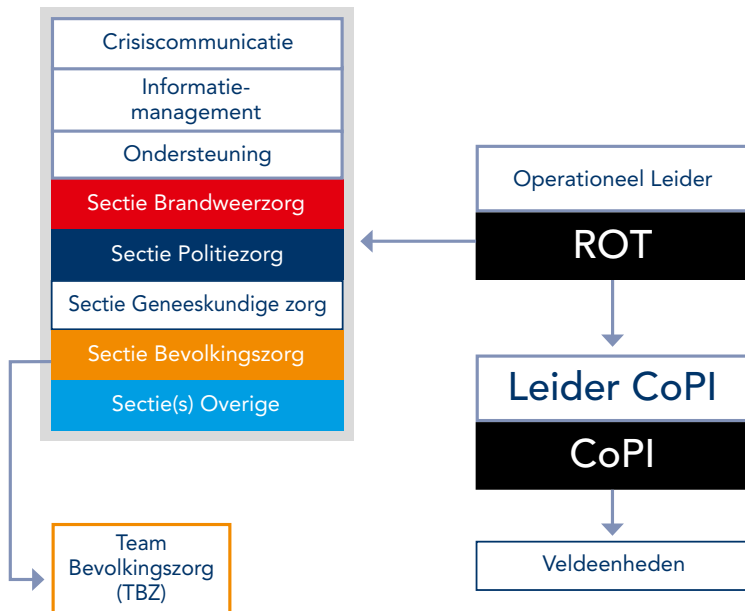 Crisiscommunicatie
Informatie-
management
Ondersteuning
Sectie Brandweerzorg
Sectie Politiezorg
Sectie Geneeskundige zorg
Sectie Bevolkingszorg
Sectie(s) Overige
Team
Bevolkingszorg
(TBZ)
Operationeel Leider
ROT
Leider CoPI
CoPI
Veldeenheden